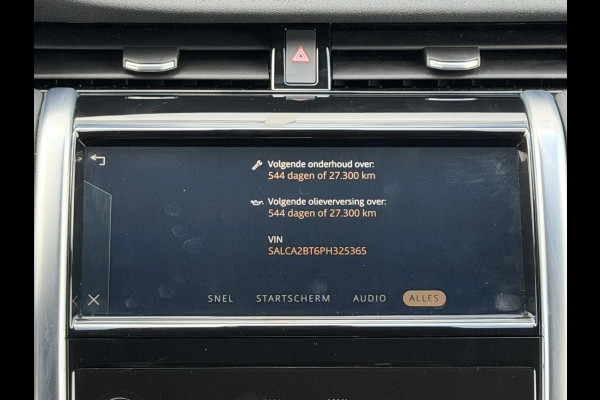 Volgende onderhoud over:
544 dagen of 27.300 km
Volgende olieverversing over:
544 dagen of 27.300 km
VIN
SALCA2BT6PH325365
SNEL STARTSCHERM AUDIO ALLES